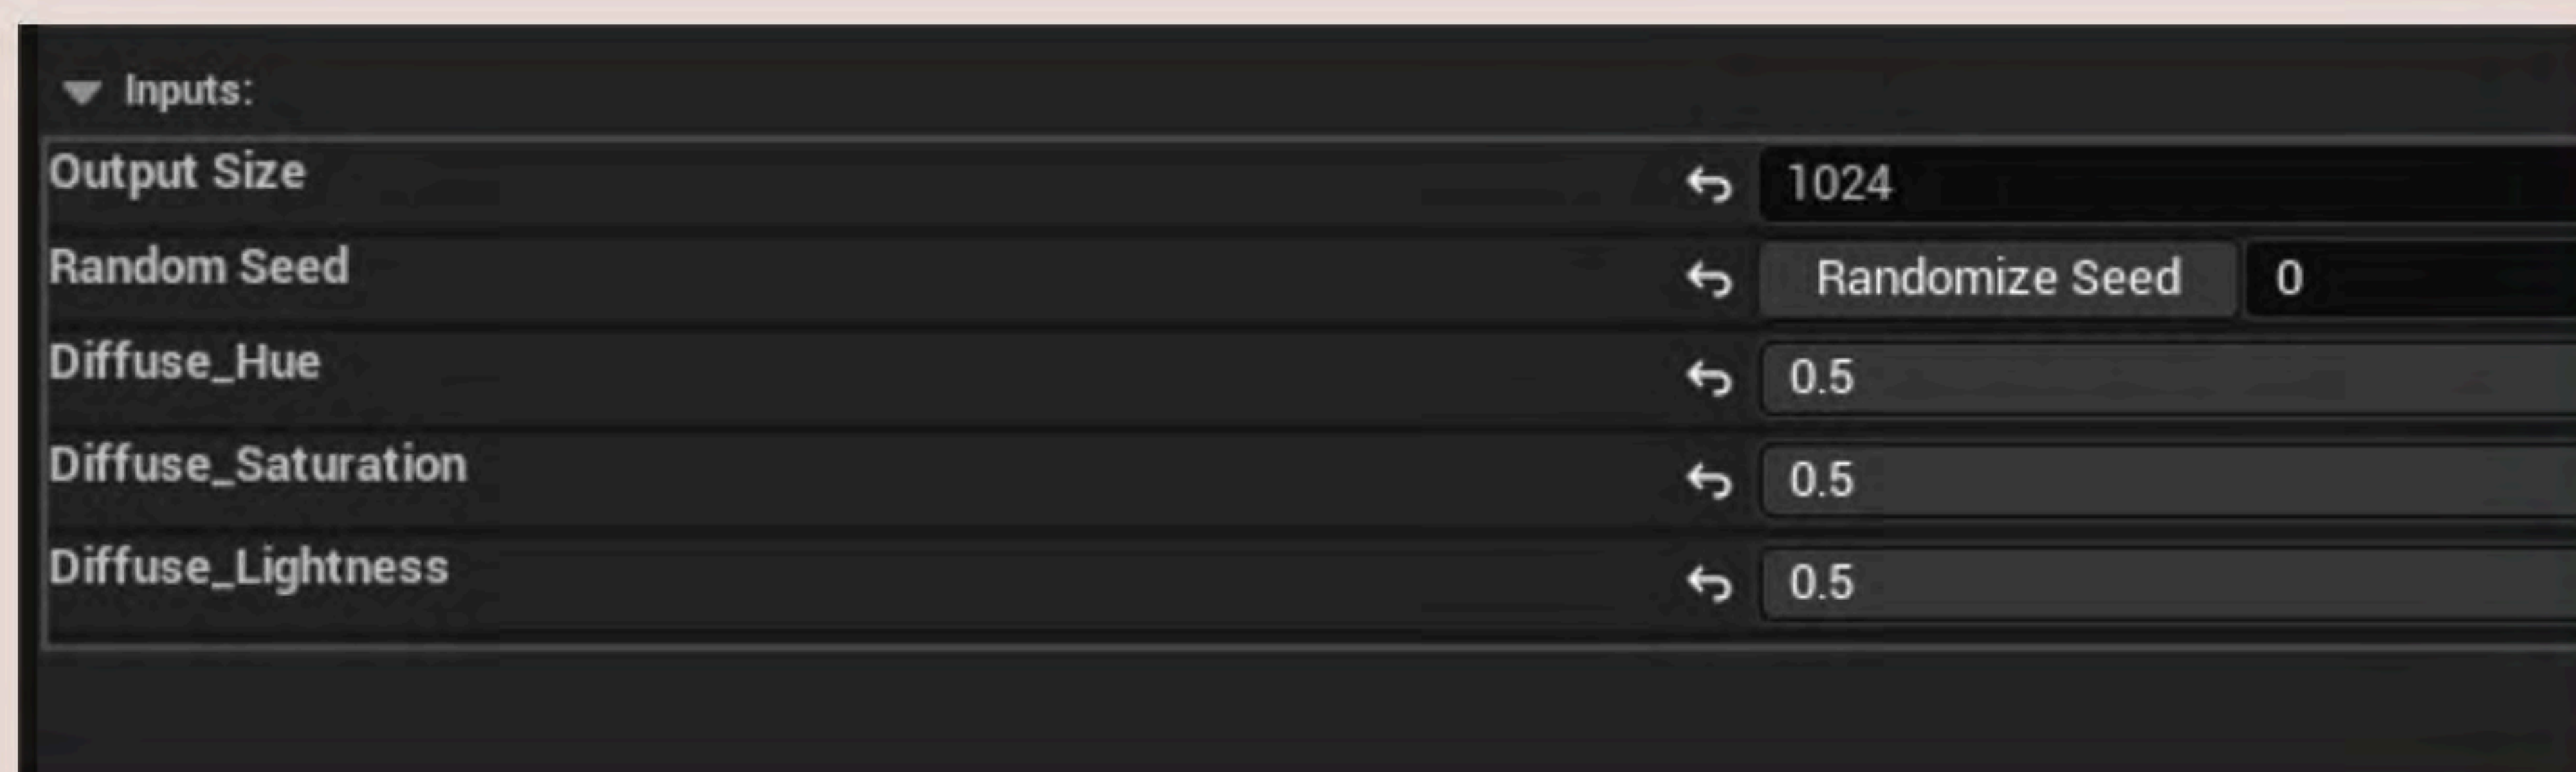 Inputs:
Output Size 1024
Random Seed Randomize Seed 0
Diffuse_Hue 0.5
Diffuse_Saturation 0.5
Diffuse_Lightness 0.5